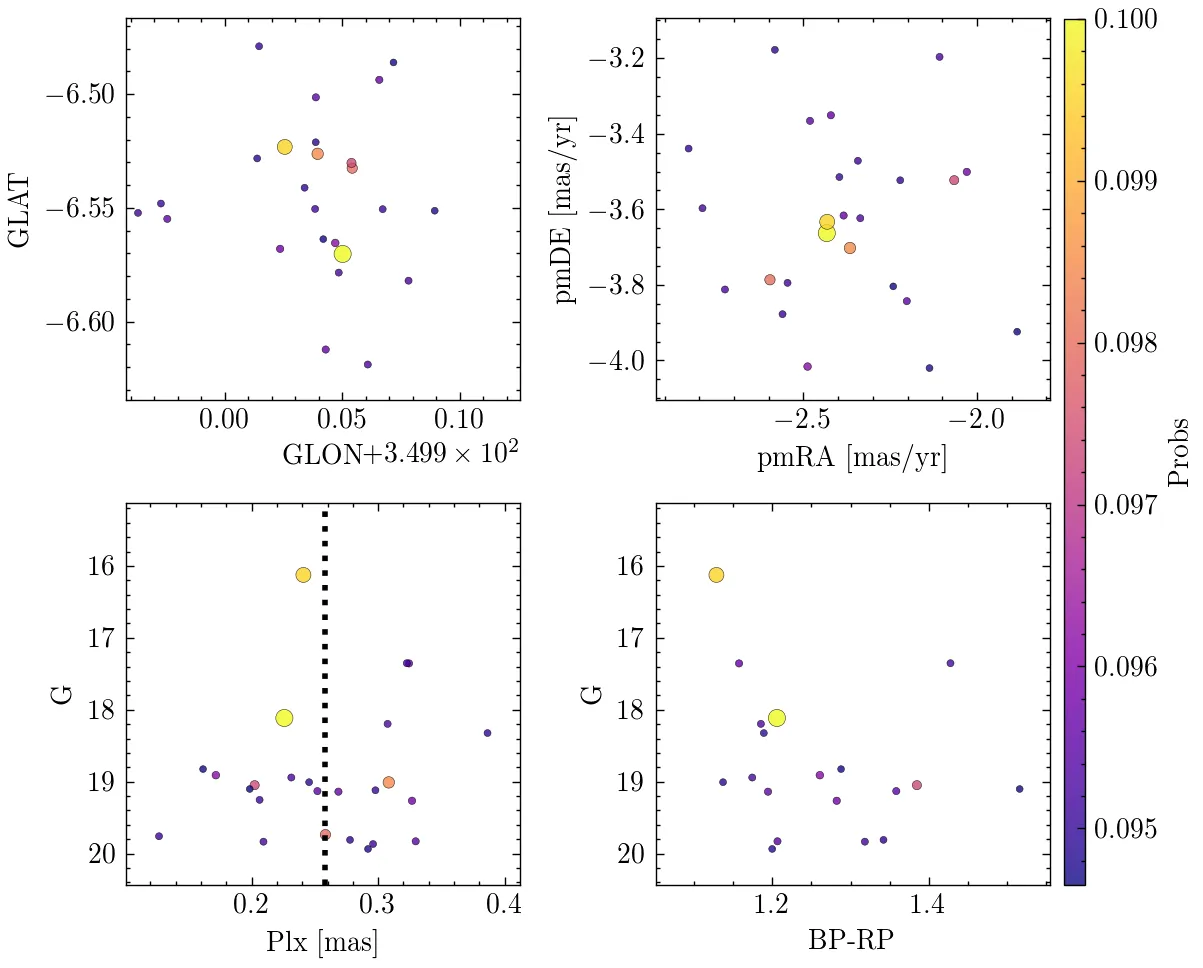 −6.50
−6.55
−6.60
GLAT
0.00 0.05 0.10
GLON+3.499 × 10²
−3.2
−3.4
−3.6
−3.8
−4.0
pmDE [mas/yr]
−2.5 −2.0
pmRA [mas/yr]
0.100
0.099
0.098
0.097
0.096
0.095
Probs
16
17
18
19
20
G
0.2 0.3 0.4
Plx [mas]
16
17
18
19
20
G
1.2 1.4
BP-RP